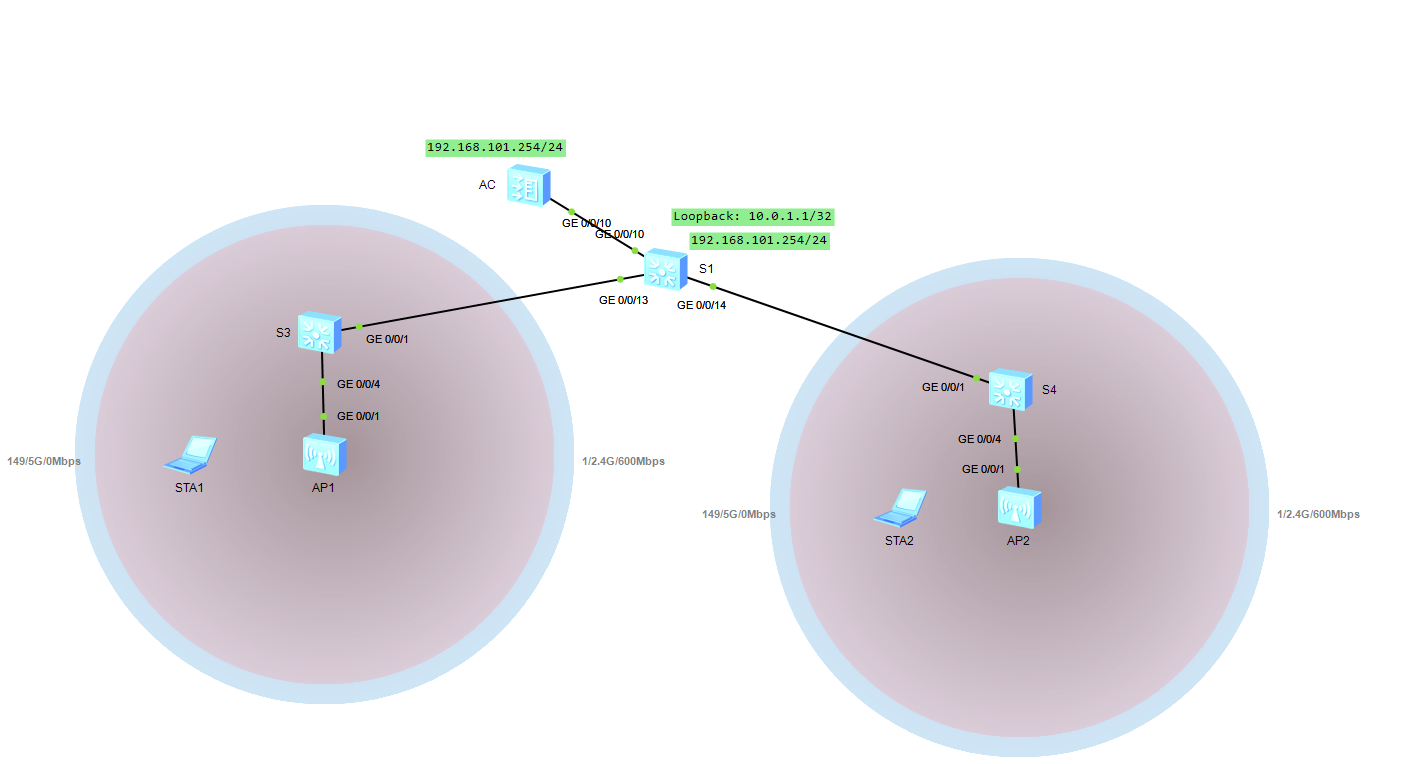 192.168.101.254/24
AC
GE 0/0/10
GE 0/0/10
Loopback: 10.0.1.1/32
192.168.101.254/24
S1
GE 0/0/13
GE 0/0/14
S3
GE 0/0/1
GE 0/0/4
GE 0/0/1
149/5G/0Mbps
1/2.4G/600Mbps
STA1
AP1
GE 0/0/1
S4
GE 0/0/4
GE 0/0/1
149/5G/0Mbps
1/2.4G/600Mbps
STA2
AP2